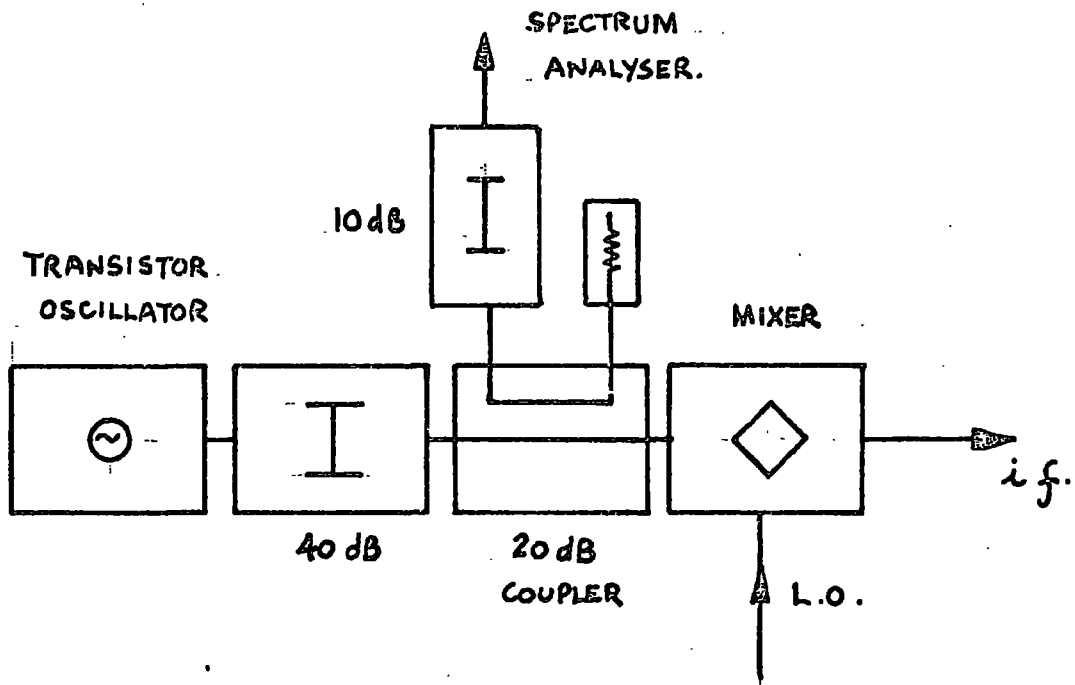 SPECTRUM
ANALYSER.
10 dB
TRANSISTOR
OSCILLATOR
MIXER
i f.
40 dB
20 dB
COUPLER
L.O.